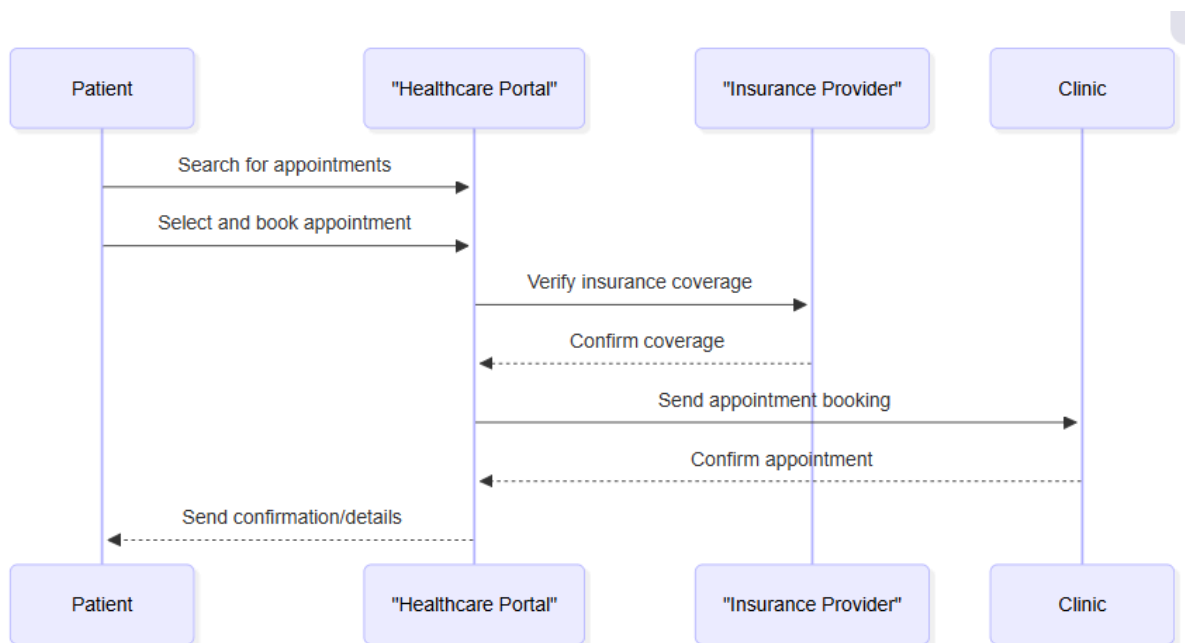 Patient
"Healthcare Portal"
"Insurance Provider"
Clinic
Search for appointments
Select and book appointment
Verify insurance coverage
Confirm coverage
Send appointment booking
Confirm appointment
Send confirmation/details
Patient
"Healthcare Portal"
"Insurance Provider"
Clinic